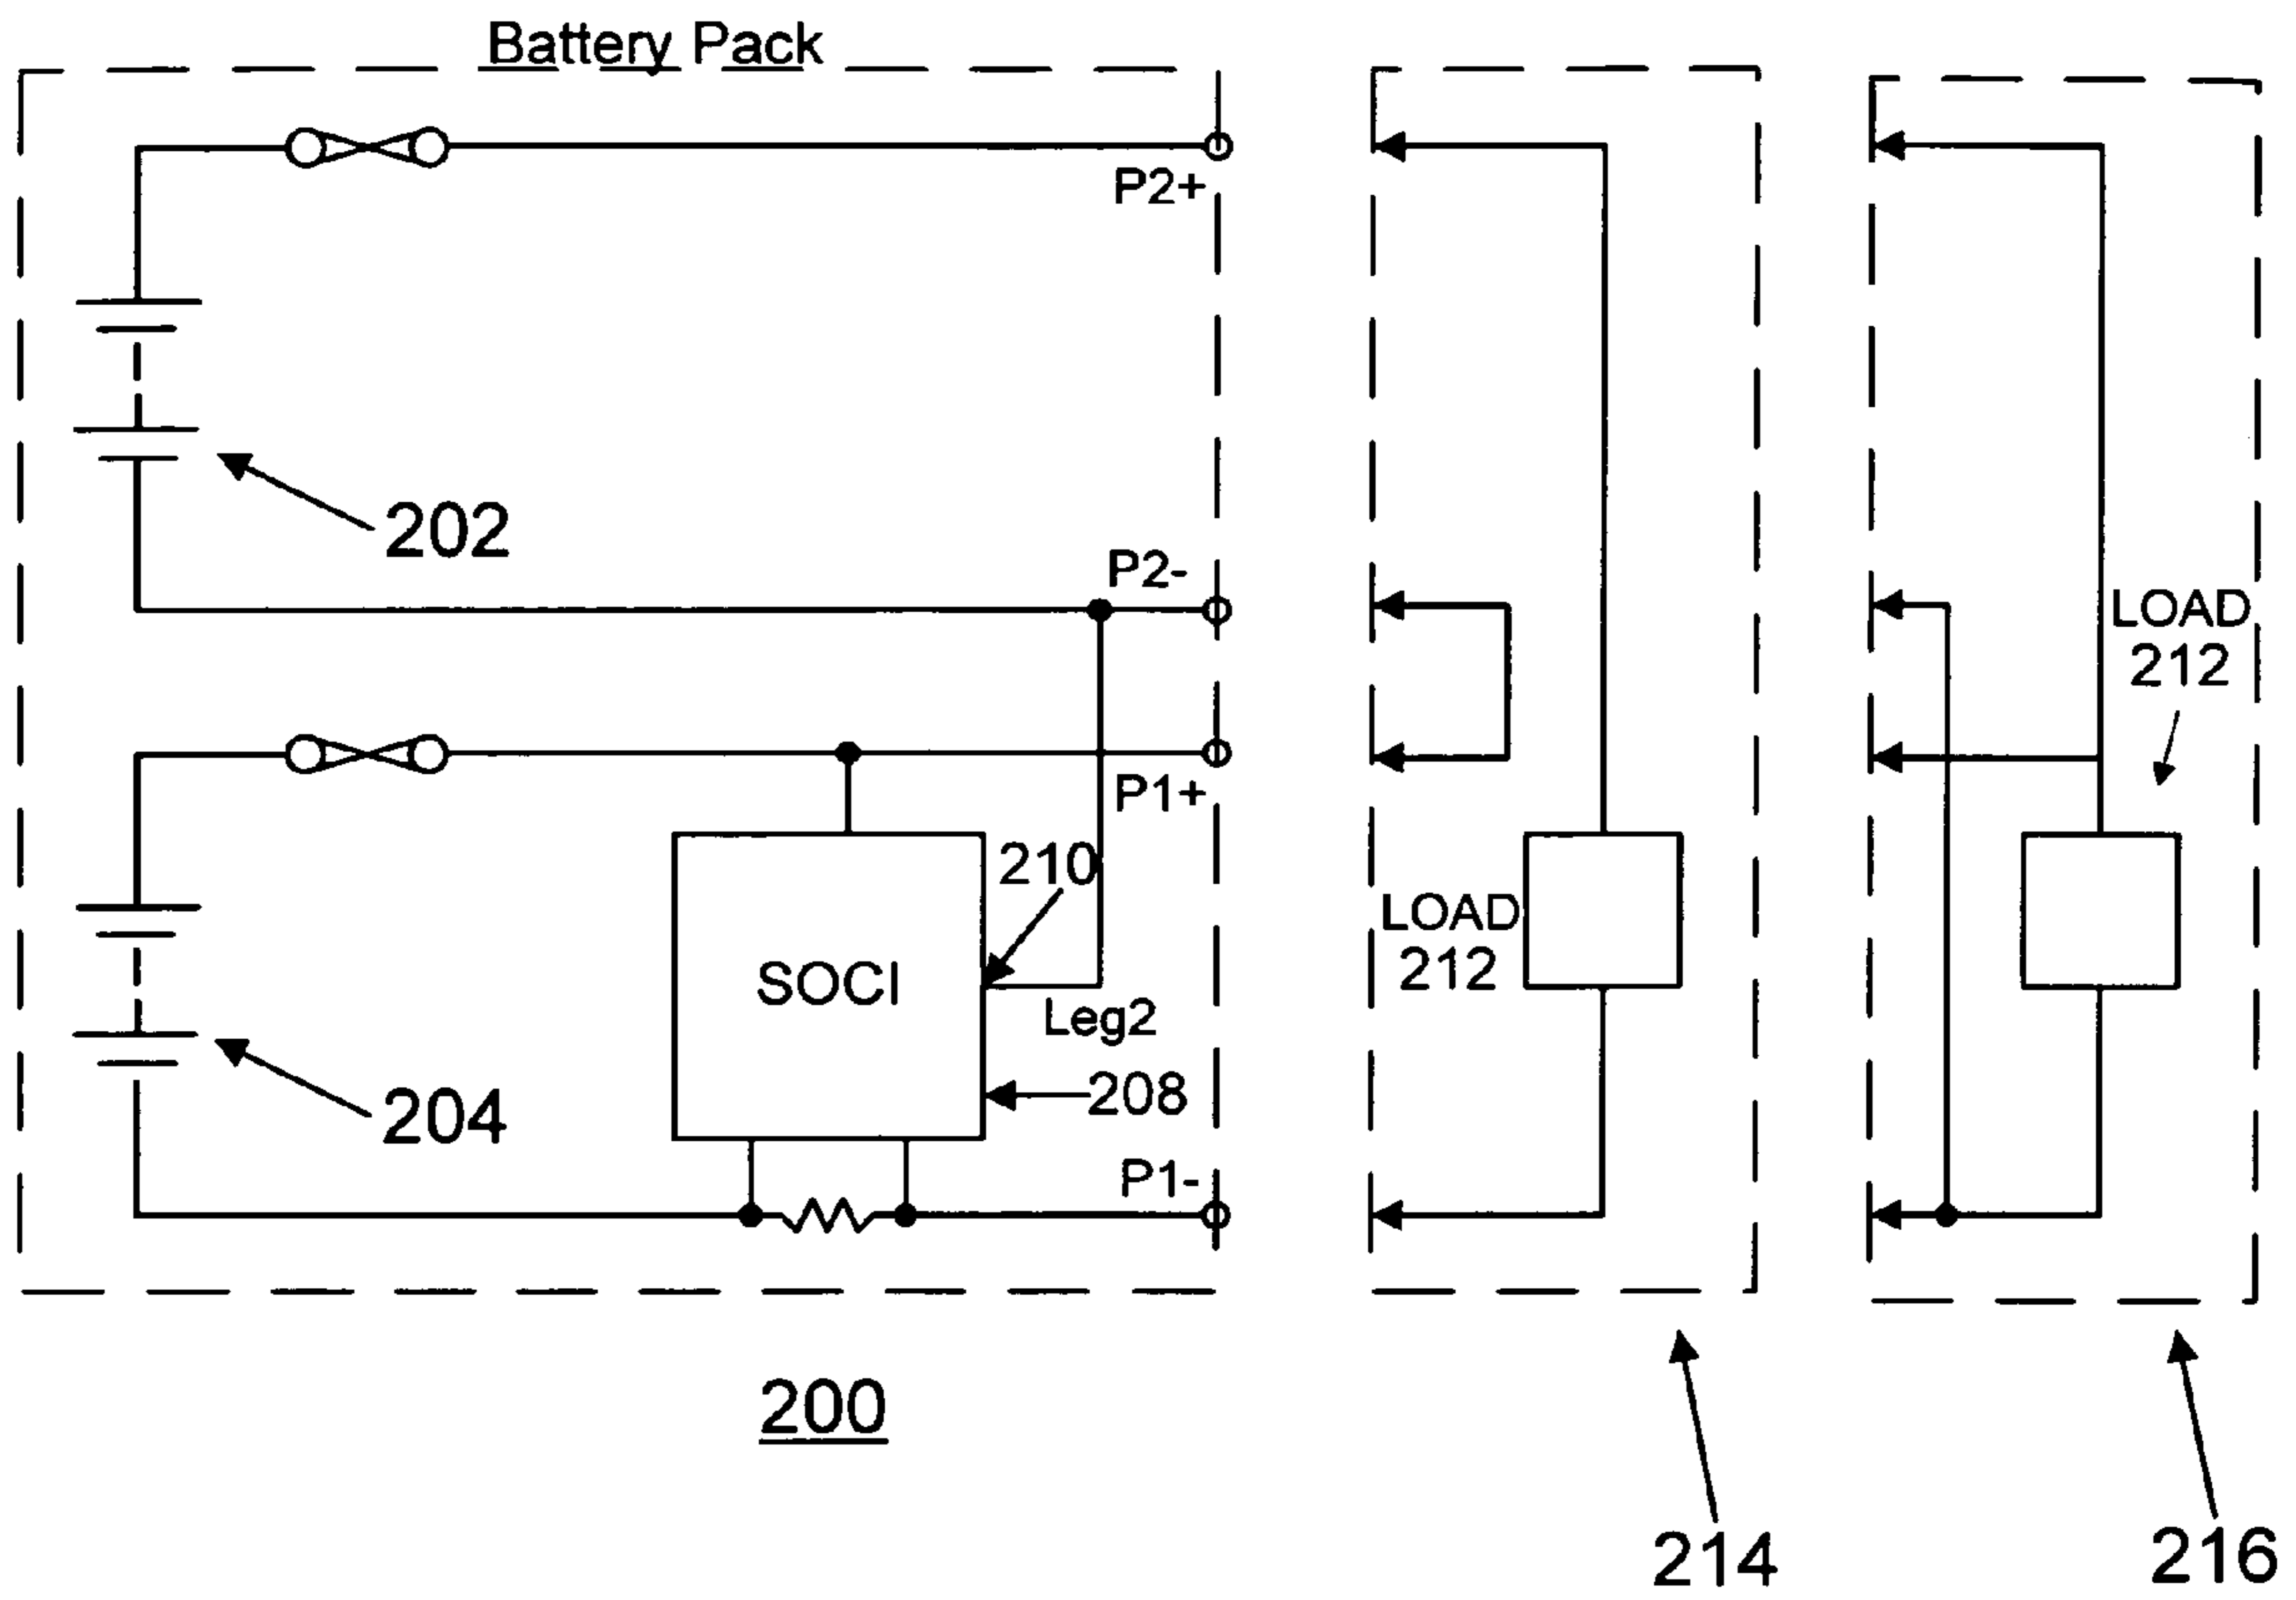 Battery Pack
P2+
202
P2-
LOAD
212
P1+
210
LOAD
212
SOCI
Leg2
208
204
P1-
200
214
216